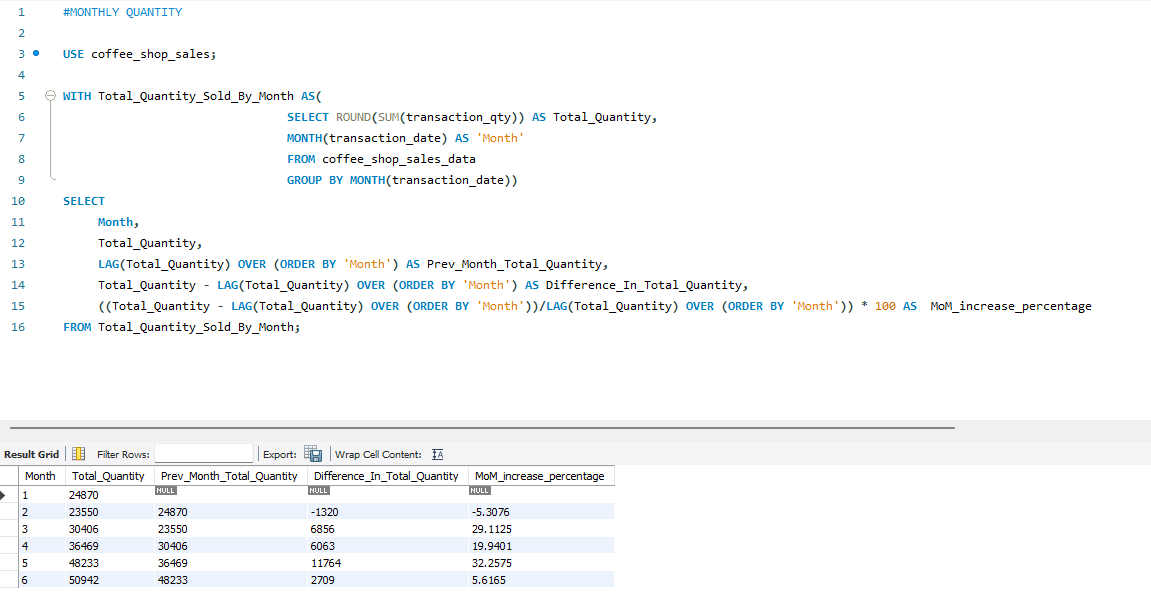 1 #MONTHLY QUANTITY
2
3 USE coffee_shop_sales;
4
5 WITH Total_Quantity_Sold_By_Month AS(
6 SELECT ROUND(SUM(transaction_qty)) AS Total_Quantity,
7 MONTH(transaction_date) AS 'Month'
8 FROM coffee_shop_sales_data
9 GROUP BY MONTH(transaction_date))
10 SELECT
11 Month,
12 Total_Quantity,
13 LAG(Total_Quantity) OVER (ORDER BY 'Month') AS Prev_Month_Total_Quantity,
14 Total_Quantity - LAG(Total_Quantity) OVER (ORDER BY 'Month') AS Difference_In_Total_Quantity,
15 ((Total_Quantity - LAG(Total_Quantity) OVER (ORDER BY 'Month'))/LAG(Total_Quantity) OVER (ORDER BY 'Month')) * 100 AS  MoM_increase_percentage
16 FROM Total_Quantity_Sold_By_Month;
Result Grid Filter Rows: Export: Wrap Cell Content: IA
Month Total_Quantity Prev_Month_Total_Quantity Difference_In_Total_Quantity MoM_increase_percentage
1 24870 NULL NULL NULL
2 23550 24870 -1320 -5.3076
3 30406 23550 6856 29.1125
4 36469 30406 6063 19.9401
5 48233 36469 11764 32.2575
6 50942 48233 2709 5.6165